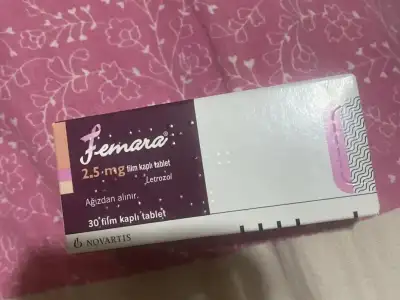 Femara®
2.5 mg film kaplı tablet
Letrozol
Ağızdan alınır.
30 film kaplı tablet
NOVARTIS